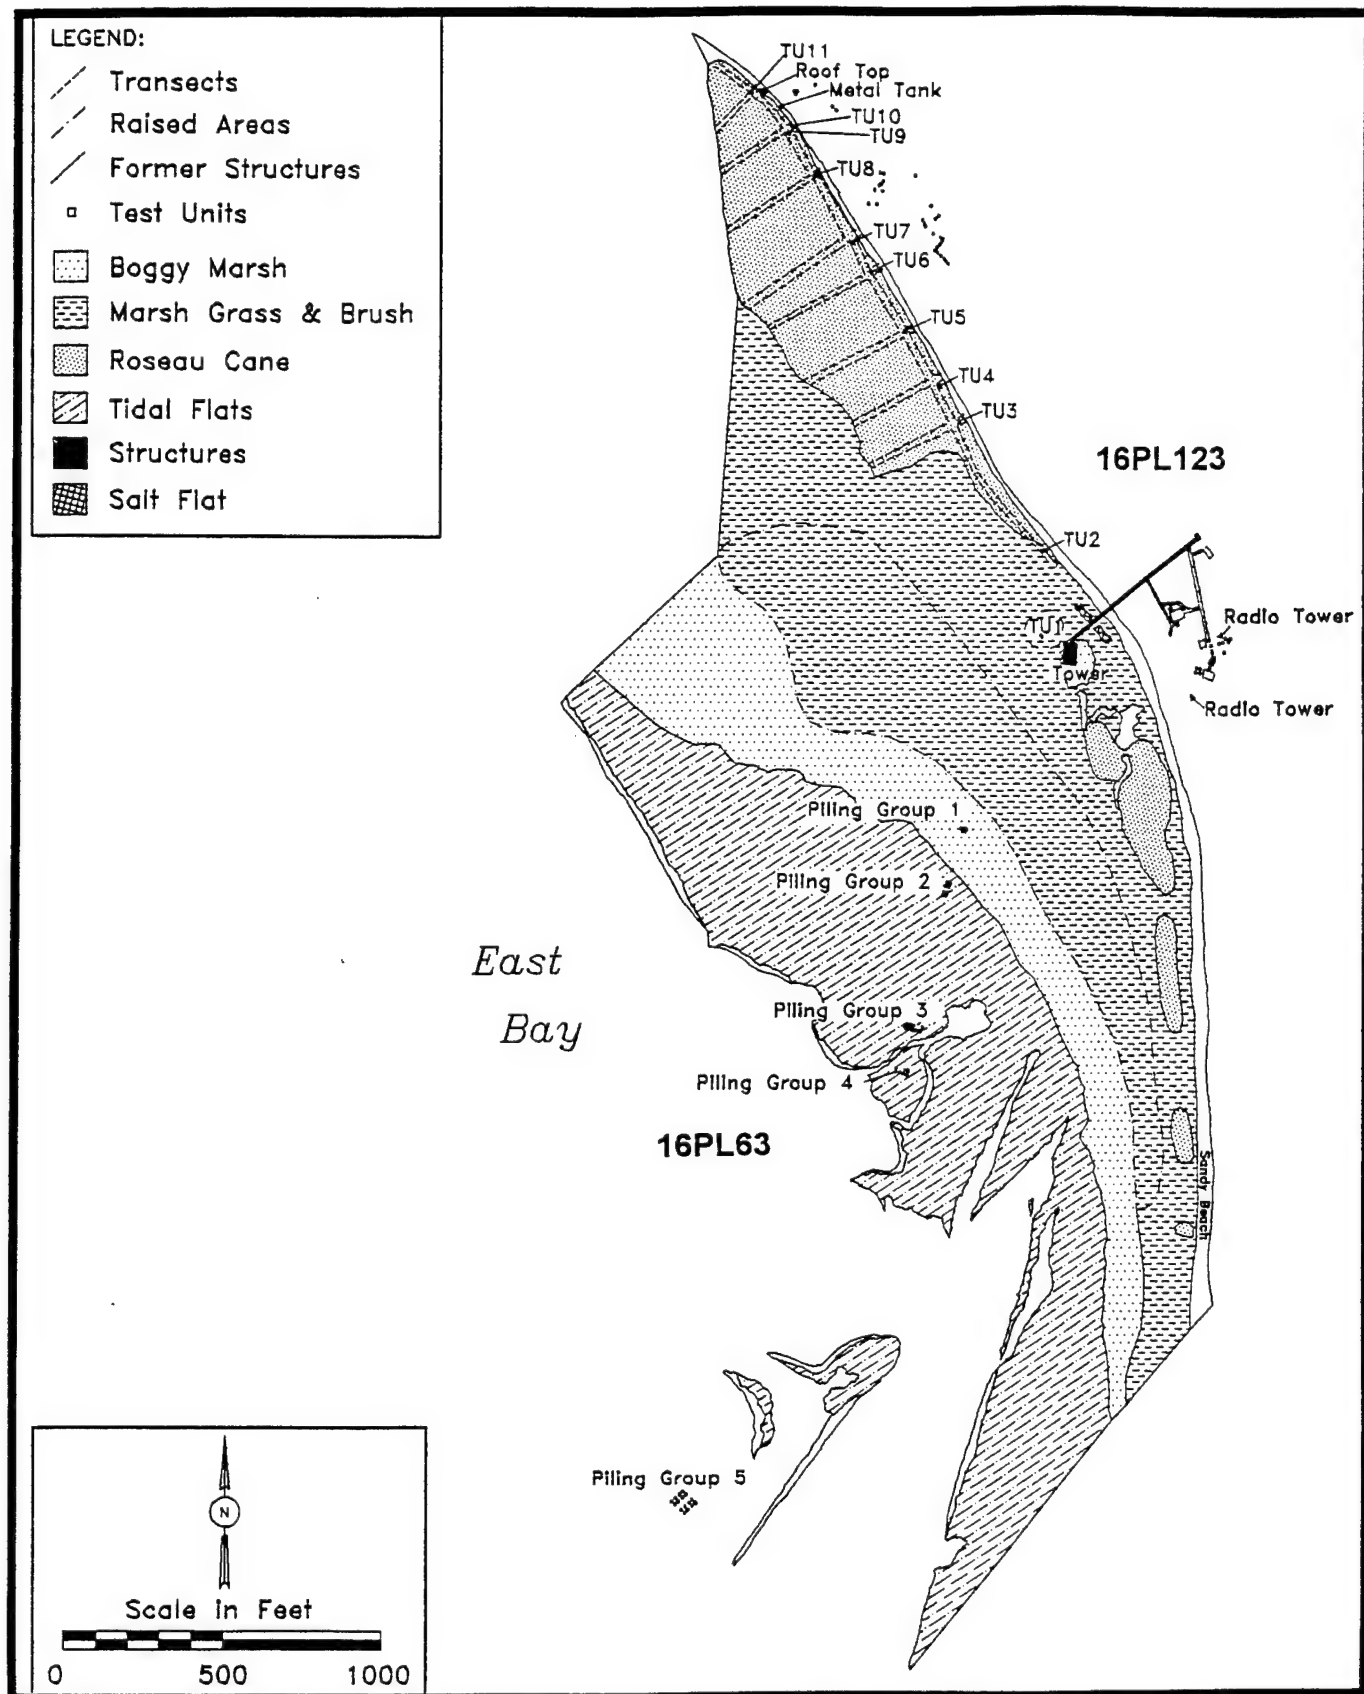 LEGEND:
Transects
Raised Areas
Former Structures
Test Units
Boggy Marsh
Marsh Grass & Brush
Roseau Cane
Tidal Flats
Structures
Salt Flat
TU11
Roof Top
Metal Tank
TU10
TU9
TU8
TU7
TU6
TU5
TU4
TU3
16PL123
TU2
TU1
Radio Tower
Tower
Radio Tower
Piling Group 1
Piling Group 2
East
Bay
Piling Group 3
Piling Group 4
16PL63
Sandy Beach
Piling Group 5
N
Scale in Feet
0 500 1000